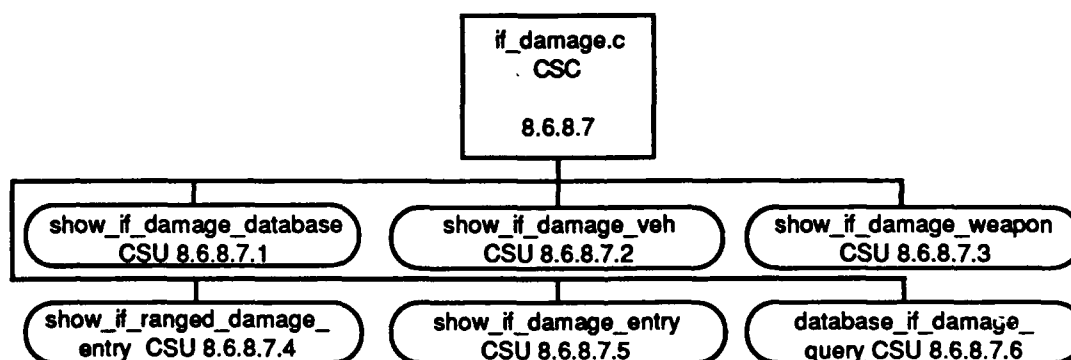 if_damage.c
CSC
8.6.8.7
show_if_damage_database
CSU 8.6.8.7.1
show_if_damage_veh
CSU 8.6.8.7.2
show_if_damage_weapon
CSU 8.6.8.7.3
show_if_ranged_damage_
entry CSU 8.6.8.7.4
show_if_damage_entry
CSU 8.6.8.7.5
database_if_damage_
query CSU 8.6.8.7.6